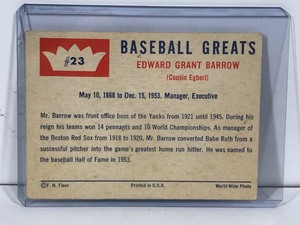 #23
BASEBALL GREATS
EDWARD GRANT BARROW
(Cousin Egbert)
May 10, 1868 to Dec. 15, 1953. Manager, Executive
Mr. Barrow was front office boss of the Yanks from 1921 until 1945. During
his reign his teams won 14 pennants and 10-World Championships. As manager of
the Boston Red Sox from 1918 to 1920, Mr. Barrow converted Babe Ruth from a
successful pitcher into the game's greatest home run hitter. He was named to
the baseball Hall of Fame in 1953.
©F. H. Fleer Printed in U.S.A. World Wide Photo